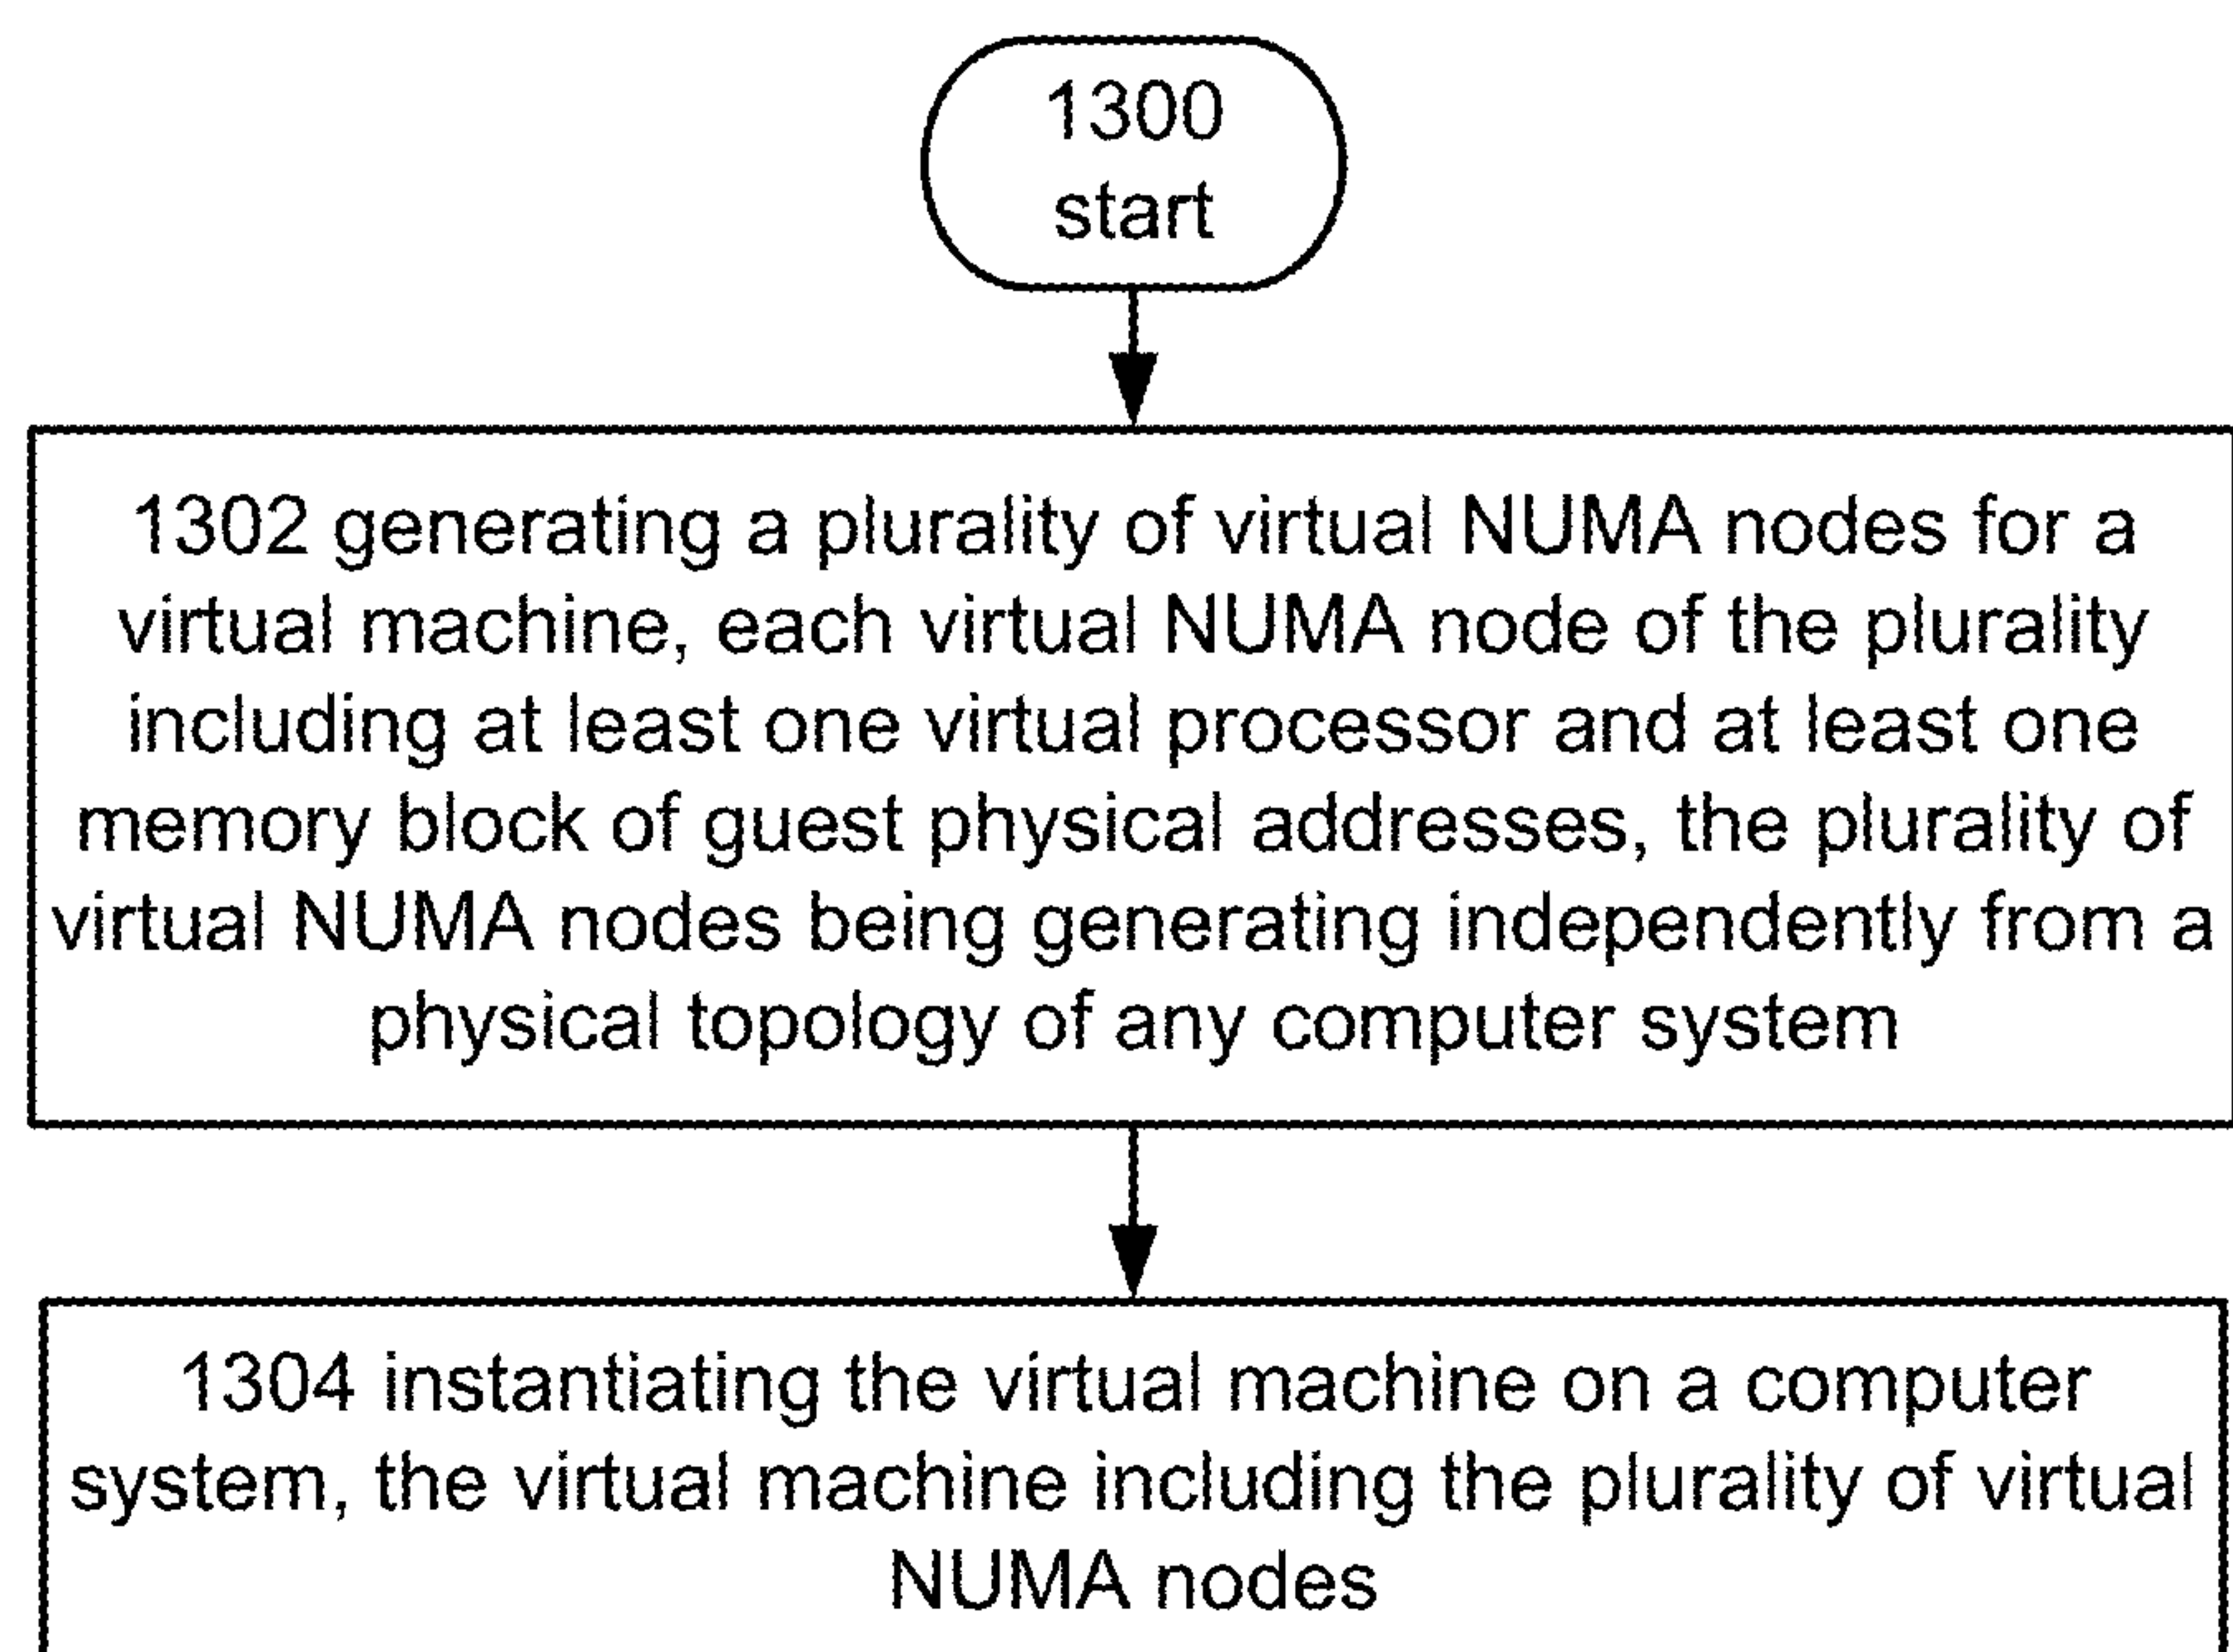 1300
start
1302 generating a plurality of virtual NUMA nodes for a
virtual machine, each virtual NUMA node of the plurality
including at least one virtual processor and at least one
memory block of guest physical addresses, the plurality of
virtual NUMA nodes being generating independently from a
physical topology of any computer system
1304 instantiating the virtual machine on a computer
system, the virtual machine including the plurality of virtual
NUMA nodes